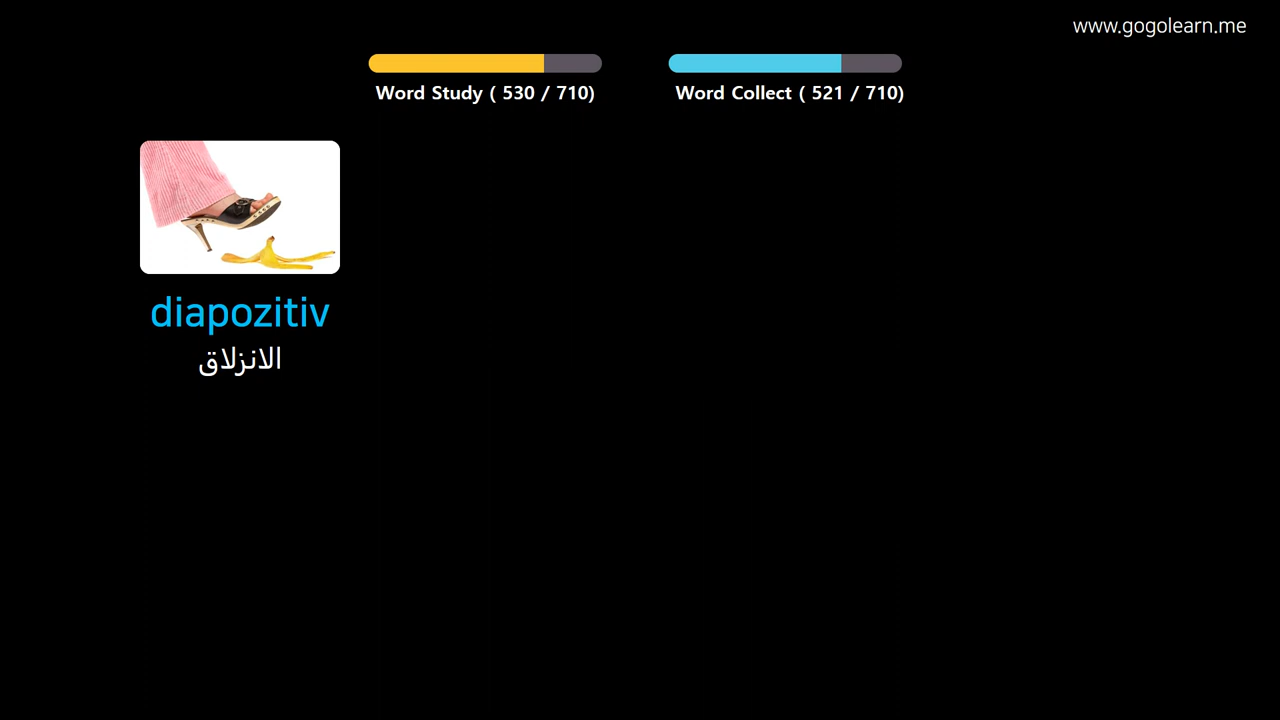 www.gogolearn.me
Word Study ( 530 / 710)
Word Collect ( 521 / 710)
diapozitiv
الانزلاق